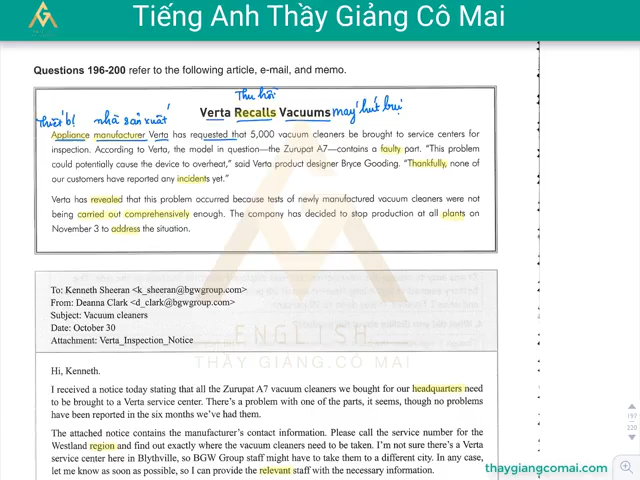 Tiếng Anh Thầy Giảng Cô Mai
Questions 196-200 refer to the following article, e-mail, and memo.
Thu hồi
Verta Recalls Vacuums máy hút bụi
Thiết bị nhà sản xuất
Appliance manufacturer Verta has requested that 5,000 vacuum cleaners be brought to service centers for
inspection. According to Verta, the model in question—the Zurupat A7—contains a faulty part. "This problem
could potentially cause the device to overheat," said Verta product designer Bryce Gooding. "Thankfully, none of
our customers have reported any incidents yet."
Verta has revealed that this problem occurred because tests of newly manufactured vacuum cleaners were not
being carried out comprehensively enough. The company has decided to stop production at all plants on
November 3 to address the situation.
To: Kenneth Sheeran <k_sheeran@bgwgroup.com>
From: Deanna Clark <d_clark@bgwgroup.com>
Subject: Vacuum cleaners
Date: October 30
Attachment: Verta_Inspection_Notice
ENGLISH
THẦY GIẢNG CÔ MAI
Hi, Kenneth.
I received a notice today stating that all the Zurupat A7 vacuum cleaners we bought for our headquarters need
to be brought to a Verta service center. There's a problem with one of the parts, it seems, though no problems
have been reported in the six months we've had them.
The attached notice contains the manufacturer's contact information. Please call the service number for the
Westland region and find out exactly where the vacuum cleaners need to be taken. I'm not sure there's a Verta
service center here in Blythville, so BGW Group staff might have to take them to a different city. In any case,
let me know as soon as possible, so I can provide the relevant staff with the necessary information.
197
220
thaygiangcomai.com